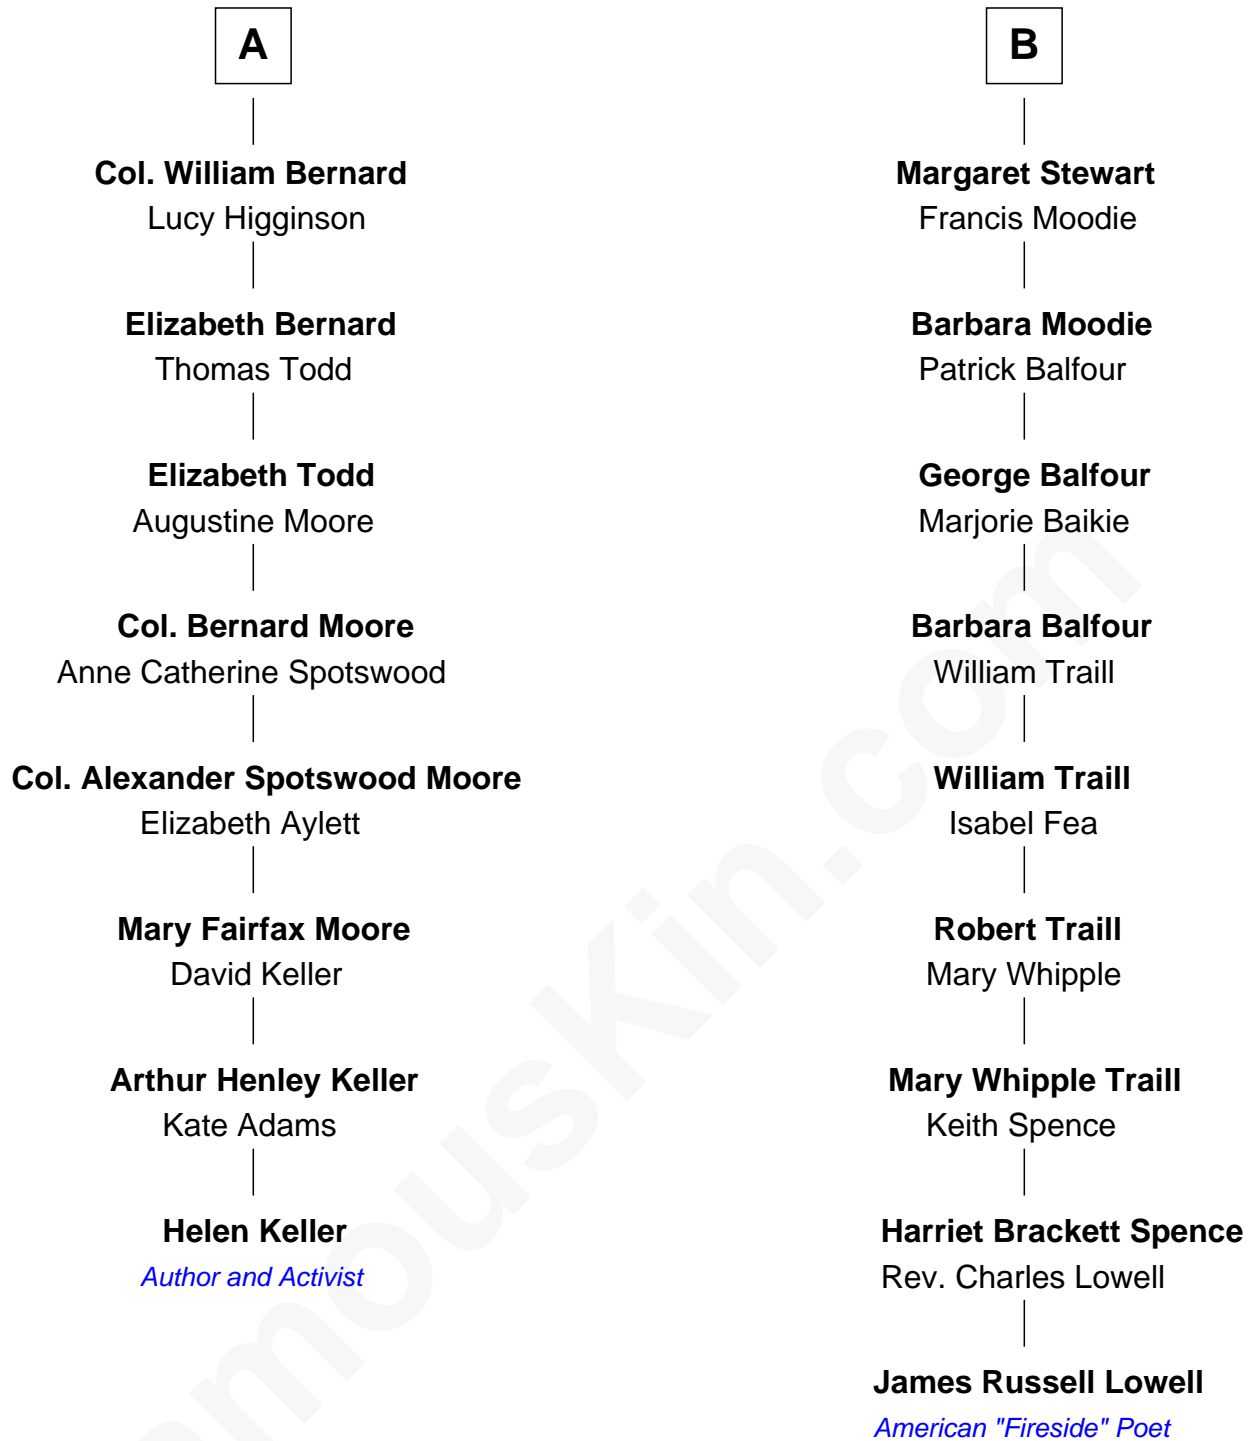 A
Col. William Bernard
Lucy Higginson
Elizabeth Bernard
Thomas Todd
Elizabeth Todd
Augustine Moore
Col. Bernard Moore
Anne Catherine Spotswood
Col. Alexander Spotswood Moore
Elizabeth Aylett
Mary Fairfax Moore
David Keller
Arthur Henley Keller
Kate Adams
Helen Keller
Author and Activist
B
Margaret Stewart
Francis Moodie
Barbara Moodie
Patrick Balfour
George Balfour
Marjorie Baikie
Barbara Balfour
William Traill
William Traill
Isabel Fea
Robert Traill
Mary Whipple
Mary Whipple Traill
Keith Spence
Harriet Brackett Spence
Rev. Charles Lowell
James Russell Lowell
American "Fireside" Poet
amousKin.com